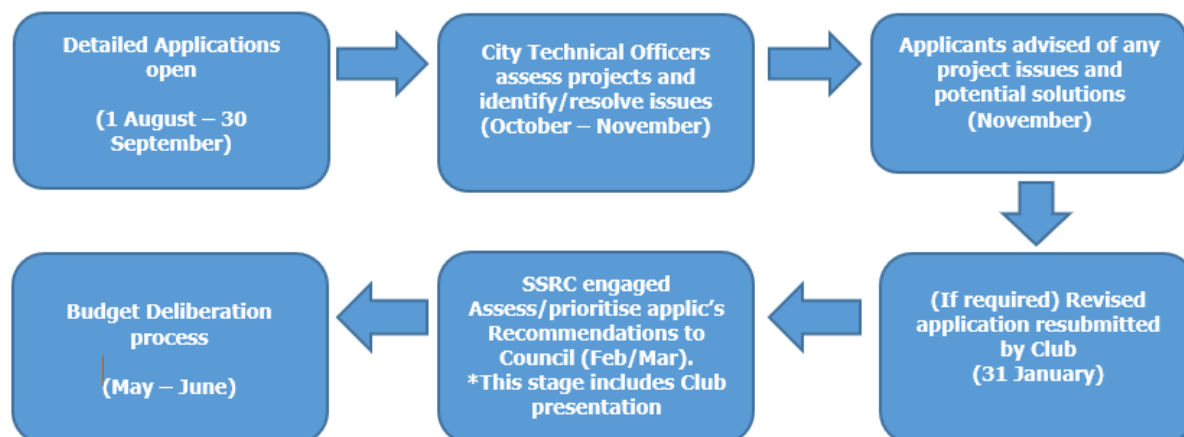 Detailed Applications
open
(1 August – 30
September)
City Technical Officers
assess projects and
identify/resolve issues
(October – November)
Applicants advised of any
project issues and
potential solutions
(November)
(If required) Revised
application resubmitted
by Club
(31 January)
SSRC engaged
Assess/prioritise applic’s
Recommendations to
Council (Feb/Mar).
*This stage includes Club
presentation
Budget Deliberation
process
(May – June)